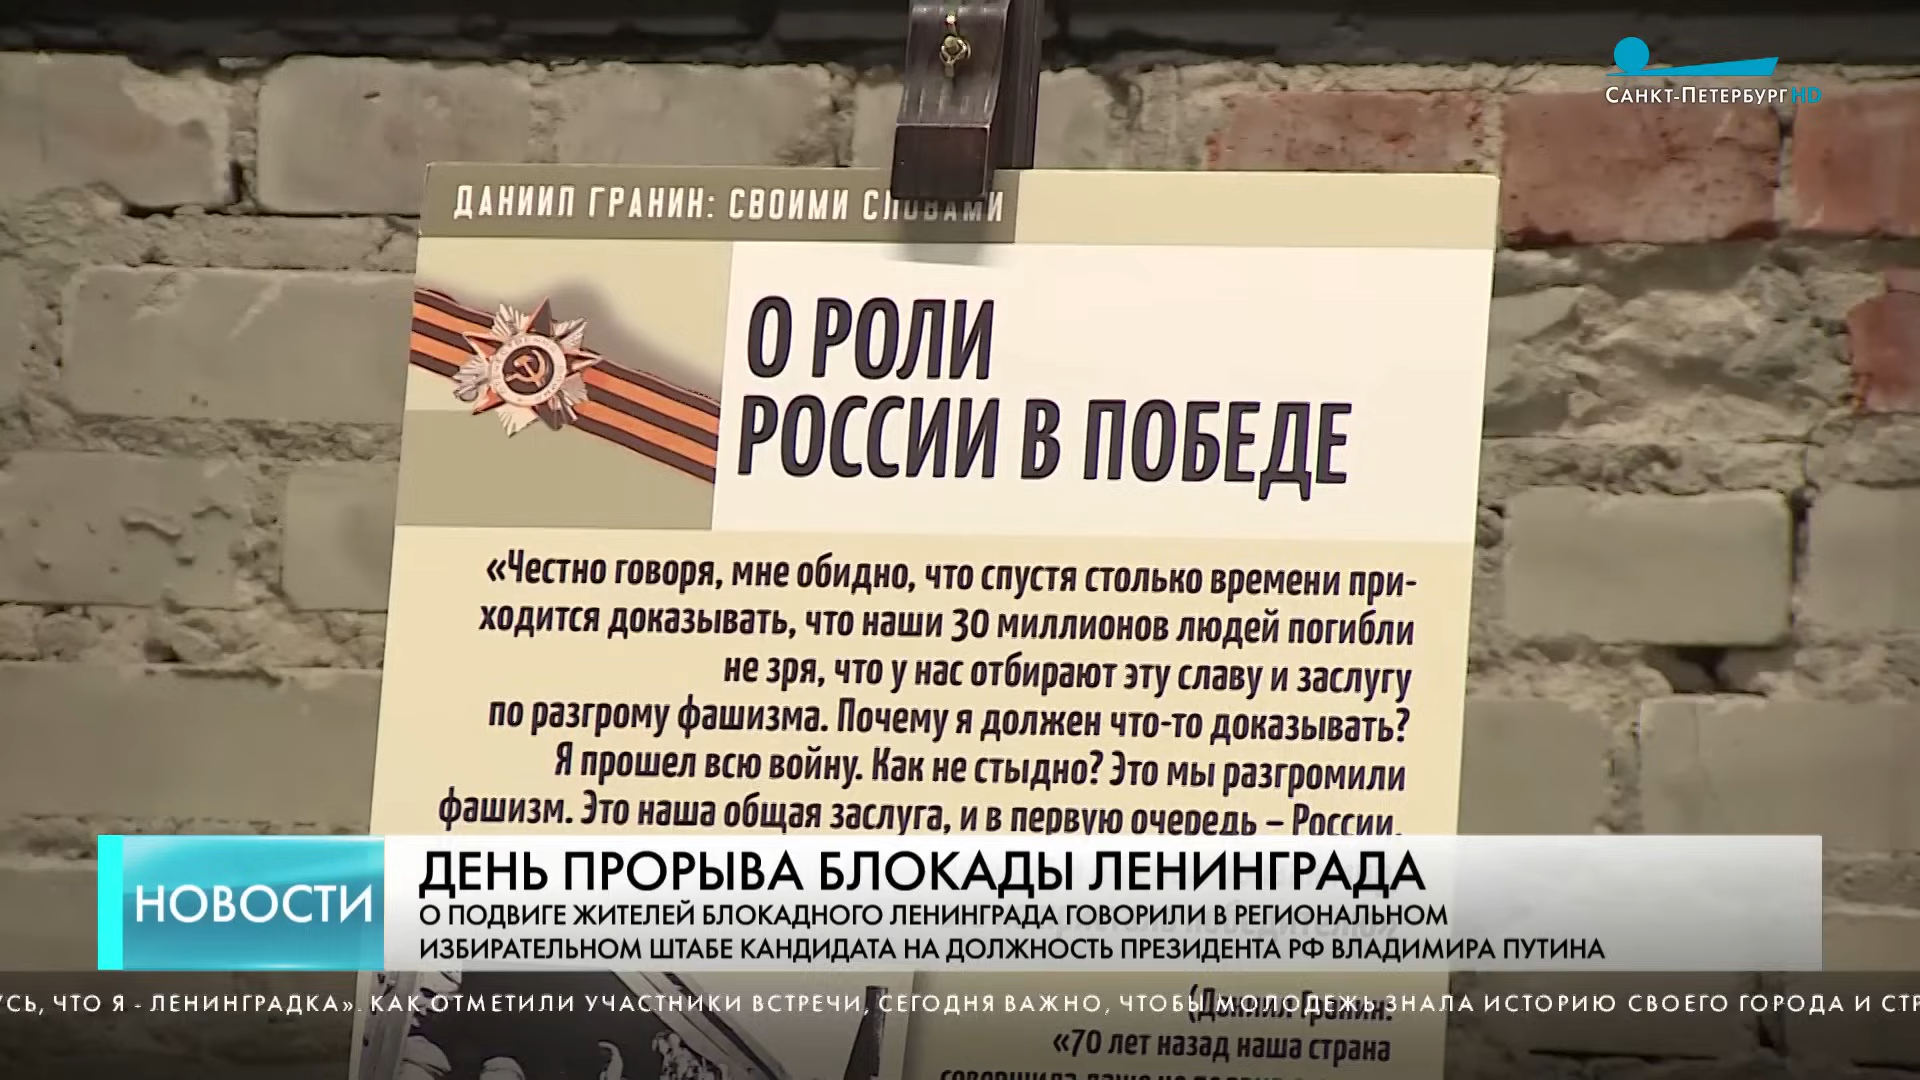 САНКТ-ПЕТЕРБУРГ HD
ДАНИИЛ ГРАНИН: СВОИМИ СЛОВАМИ
О РОЛИ
РОССИИ В ПОБЕДЕ
«Честно говоря, мне обидно, что спустя столько времени при-
ходится доказывать, что наши 30 миллионов людей погибли
не зря, что у нас отбирают эту славу и заслугу
по разгрому фашизма. Почему я должен что-то доказывать?
Я прошел всю войну. Как не стыдно? Это мы разгромили
фашизм. Это наша общая заслуга, и в первую очередь – России.
НОВОСТИ
ДЕНЬ ПРОРЫВА БЛОКАДЫ ЛЕНИНГРАДА
О ПОДВИГЕ ЖИТЕЛЕЙ БЛОКАДНОГО ЛЕНИНГРАДА ГОВОРИЛИ В РЕГИОНАЛЬНОМ
ИЗБИРАТЕЛЬНОМ ШТАБЕ КАНДИДАТА НА ДОЛЖНОСТЬ ПРЕЗИДЕНТА РФ ВЛАДИМИРА ПУТИНА
УСЬ, ЧТО Я - ЛЕНИНГРАДКА». КАК ОТМЕТИЛИ УЧАСТНИКИ ВСТРЕЧИ, СЕГОДНЯ ВАЖНО, ЧТОБЫ МОЛОДЕЖЬ ЗНАЛА ИСТОРИЮ СВОЕГО ГОРОДА И СТР
(Даниил Гранин:
«70 лет назад наша страна